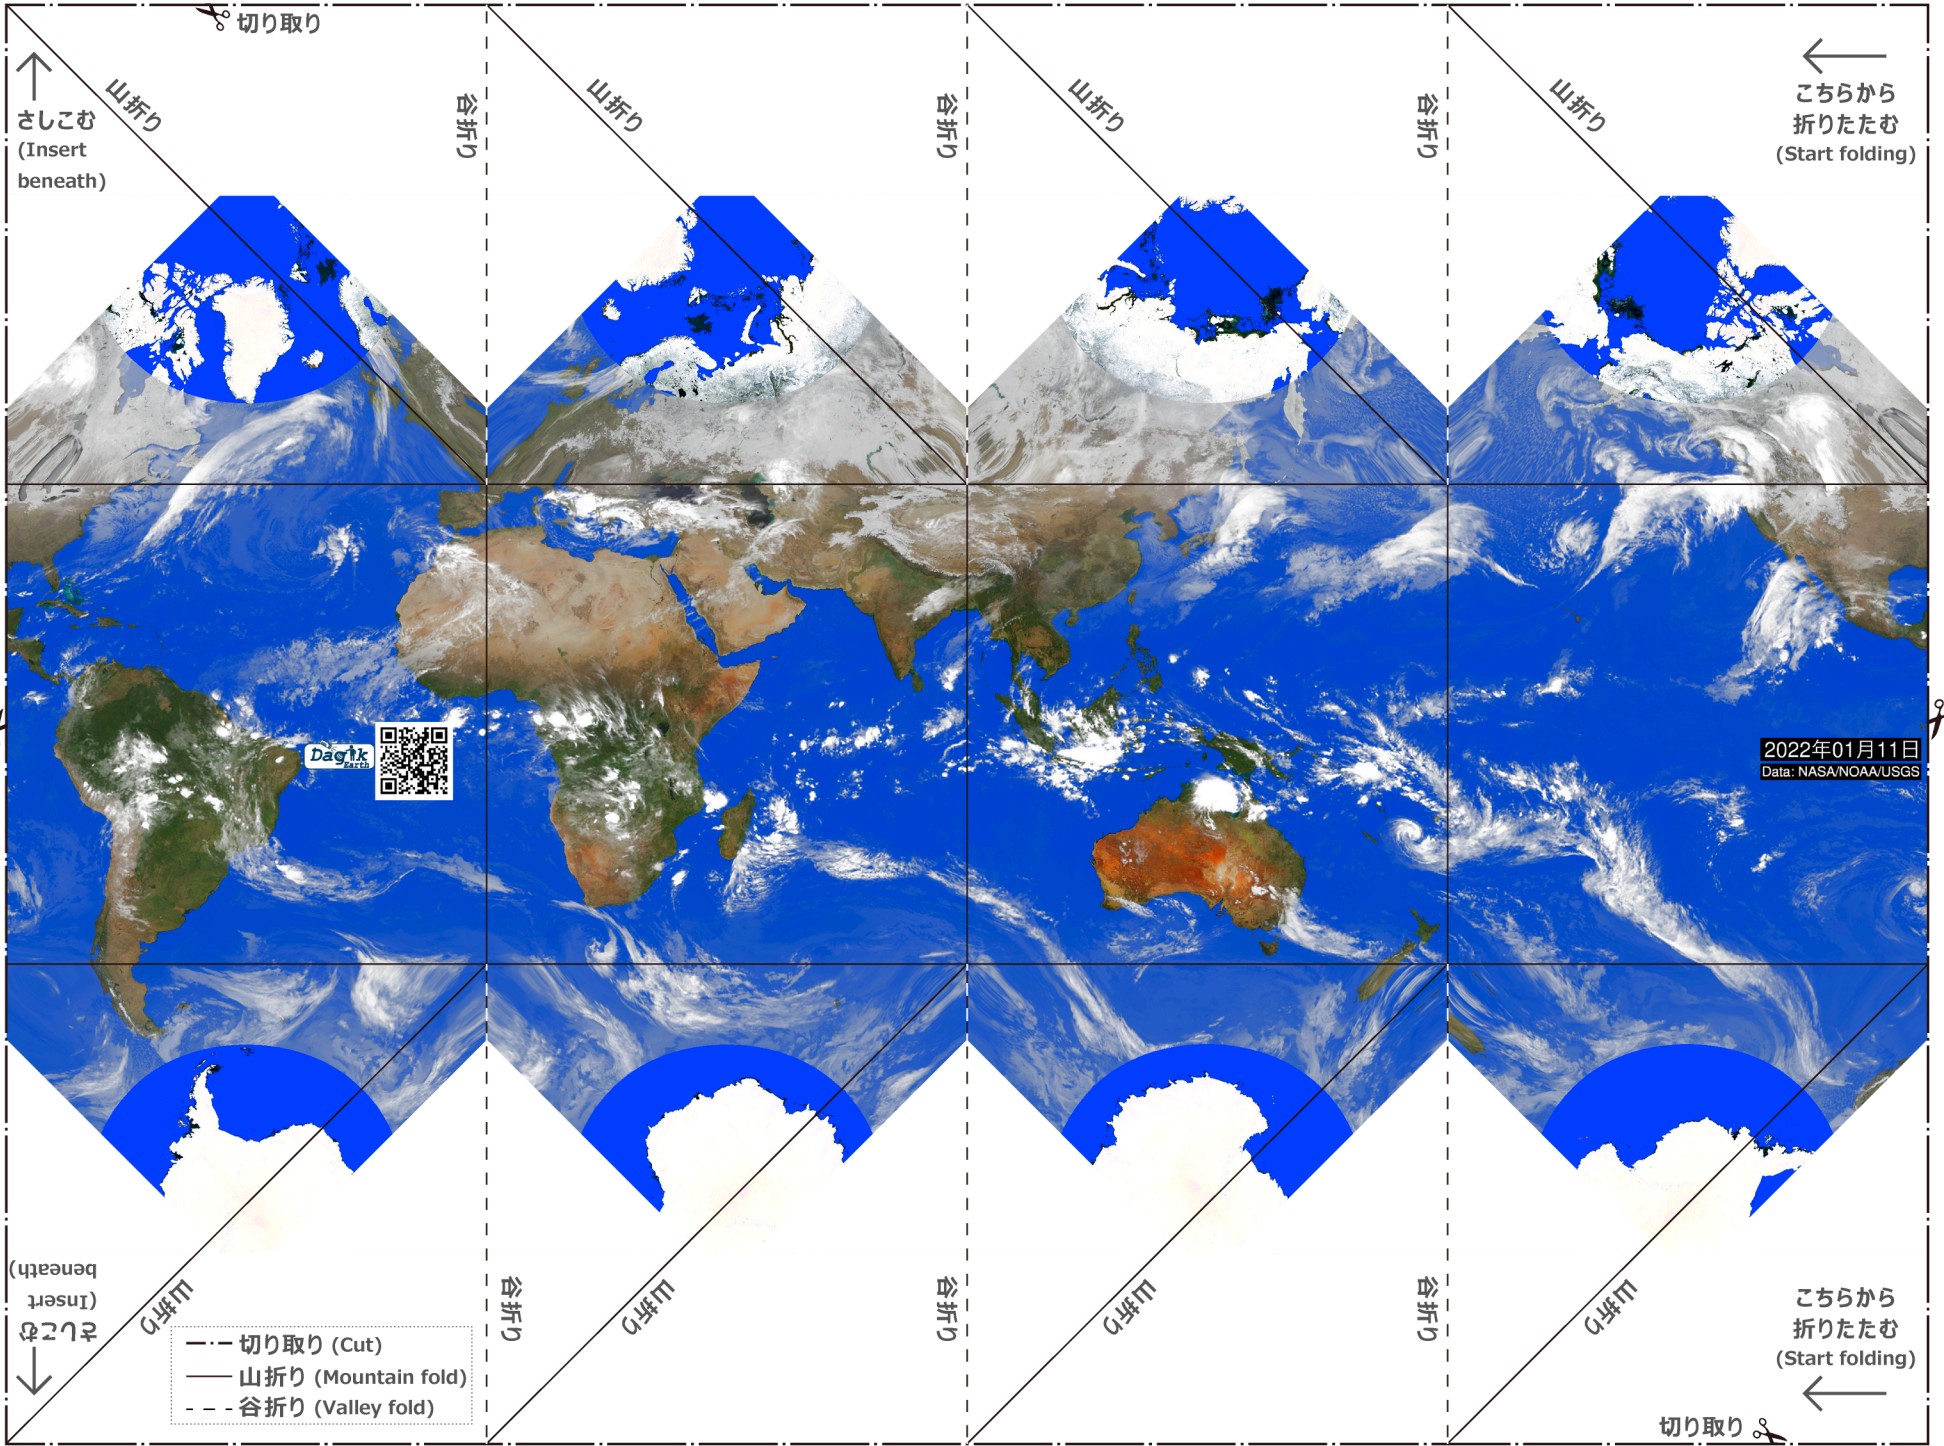 切り取り
山折り
谷折り
山折り
谷折り
山折り
谷折り
山折り
さしこむ
(Insert
beneath)
こちらから
折りたたむ
(Start folding)
Dagik
Earth
2022年01月11日
Data: NASA/NOAA/USGS
さしこむ
(Insert
beneath)
山折り
谷折り
山折り
谷折り
山折り
谷折り
山折り
こちらから
折りたたむ
(Start folding)
切り取り (Cut)
山折り (Mountain fold)
谷折り (Valley fold)
切り取り